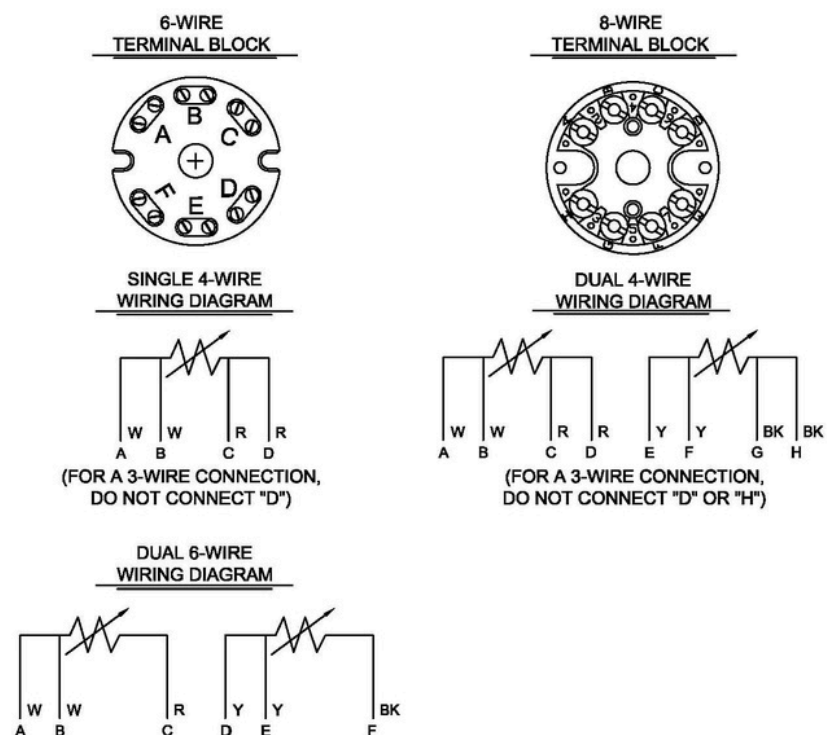 6-WIRE
TERMINAL BLOCK
A
B
C
D
E
F
8-WIRE
TERMINAL BLOCK
B
C
G
F
SINGLE 4-WIRE
WIRING DIAGRAM
W W R R
A B C D
(FOR A 3-WIRE CONNECTION,
DO NOT CONNECT "D")
DUAL 4-WIRE
WIRING DIAGRAM
W W R R Y Y BK BK
A B C D E F G H
(FOR A 3-WIRE CONNECTION,
DO NOT CONNECT "D" OR "H")
DUAL 6-WIRE
WIRING DIAGRAM
W W R Y Y BK
A B C D E F